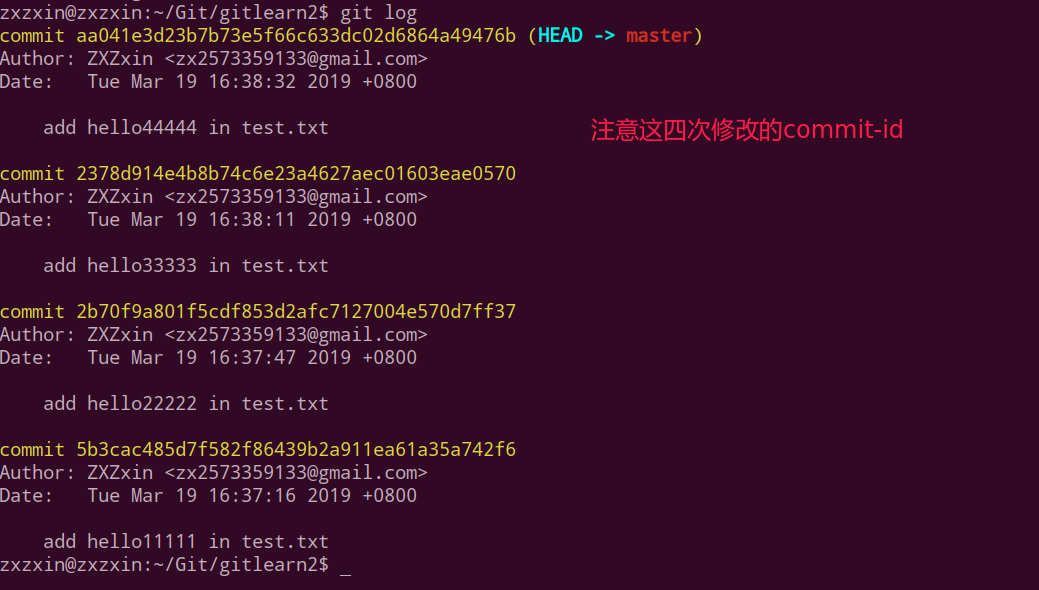 zxzxin@zxzxin:~/Git/gitlearn2$ git log
commit aa041e3d23b7b73e5f66c633dc02d6864a49476b (HEAD -> master)
Author: ZXZxin <zx2573359133@gmail.com>
Date:   Tue Mar 19 16:38:32 2019 +0800
    add hello44444 in test.txt
注意这四次修改的commit-id
commit 2378d914e4b8b74c6e23a4627aec01603eae0570
Author: ZXZxin <zx2573359133@gmail.com>
Date:   Tue Mar 19 16:38:11 2019 +0800
    add hello33333 in test.txt
commit 2b70f9a801f5cdf853d2afc7127004e570d7ff37
Author: ZXZxin <zx2573359133@gmail.com>
Date:   Tue Mar 19 16:37:47 2019 +0800
    add hello22222 in test.txt
commit 5b3cac485d7f582f86439b2a911ea61a35a742f6
Author: ZXZxin <zx2573359133@gmail.com>
Date:   Tue Mar 19 16:37:16 2019 +0800
    add hello11111 in test.txt
zxzxin@zxzxin:~/Git/gitlearn2$ _